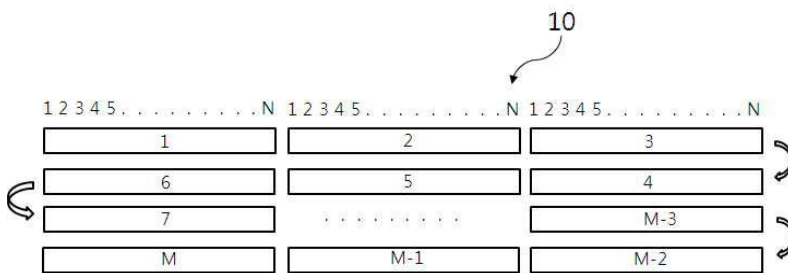 10
1 2 3 4 5 . . . . . . . . . N 1 2 3 4 5 . . . . . . . . . N 1 2 3 4 5 . . . . . . . . . N
1 2 3
6 5 4
7 . . . . . . . . . M-3
M M-1 M-2